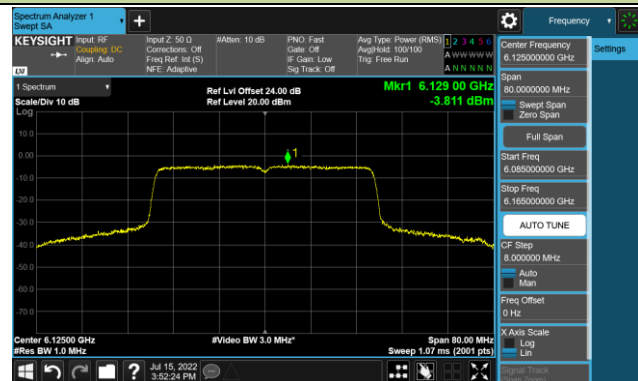 Spectrum Analyzer 1
Swept SA
+
Frequency
KEYSIGHT
Input: RF
Coupling: DC
Align: Auto
Input Z: 50 Ω
Corrections: Off
Freq Ref: Int (S)
NFE: Adaptive
#Atten: 10 dB
PNO: Fast
Gate: Off
IF Gain: Low
Sig Track: Off
Avg Type: Power (RMS)
Avg|Hold: 100/100
Trig: Free Run
1 2 3 4 5 6
A W W W W W
A N N N N N
LXI
1 Spectrum
Scale/Div 10 dB
Log
Ref Lvl Offset 24.00 dB
Ref Level 20.00 dBm
Mkr1 6.129 00 GHz
-3.811 dBm
1
10.0
0.00
-10.0
-20.0
-30.0
-40.0
-50.0
-60.0
-70.0
Center 6.12500 GHz
#Res BW 1.0 MHz
#Video BW 3.0 MHz*
Span 80.00 MHz
Sweep 1.07 ms (2001 pts)
Jul 15, 2022
3:52:24 PM
?
Center Frequency
6.125000000 GHz
Settings
Span
80.0000000 MHz
Swept Span
Zero Span
Full Span
Start Freq
6.085000000 GHz
Stop Freq
6.165000000 GHz
AUTO TUNE
CF Step
8.000000 MHz
Auto
Man
Freq Offset
0 Hz
X Axis Scale
Log
Lin
Signal Track
(Span Zoom)